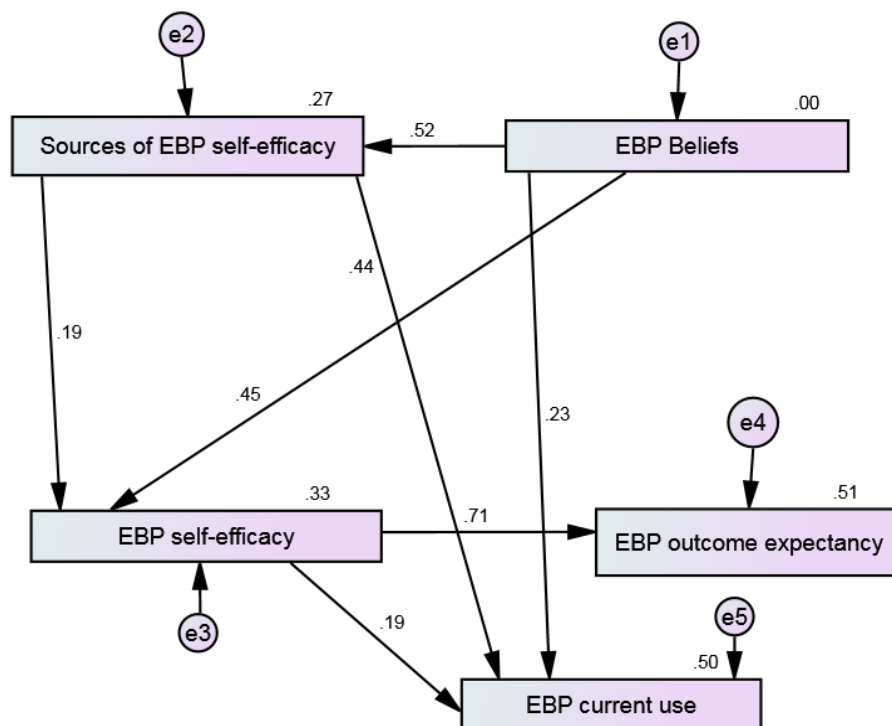 e2
e1
.27
.00
Sources of EBP self-efficacy
.52
EBP Beliefs
.44
.19
.45
.23
e4
.33
.51
EBP self-efficacy
.71
EBP outcome expectancy
e3
.19
e5
.50
EBP current use